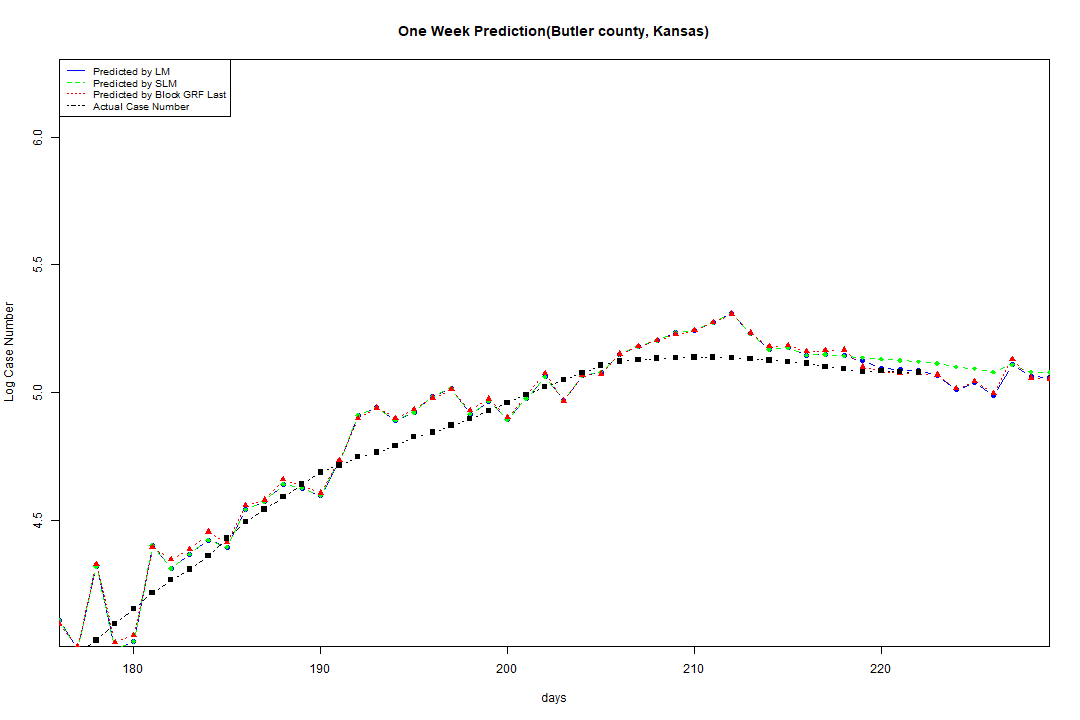 One Week Prediction(Butler county, Kansas)
Predicted by LM
Predicted by SLM
Predicted by Block GRF Last
Actual Case Number
6.0
5.5
5.0
4.5
Log Case Number
180 190 200 210 220
days